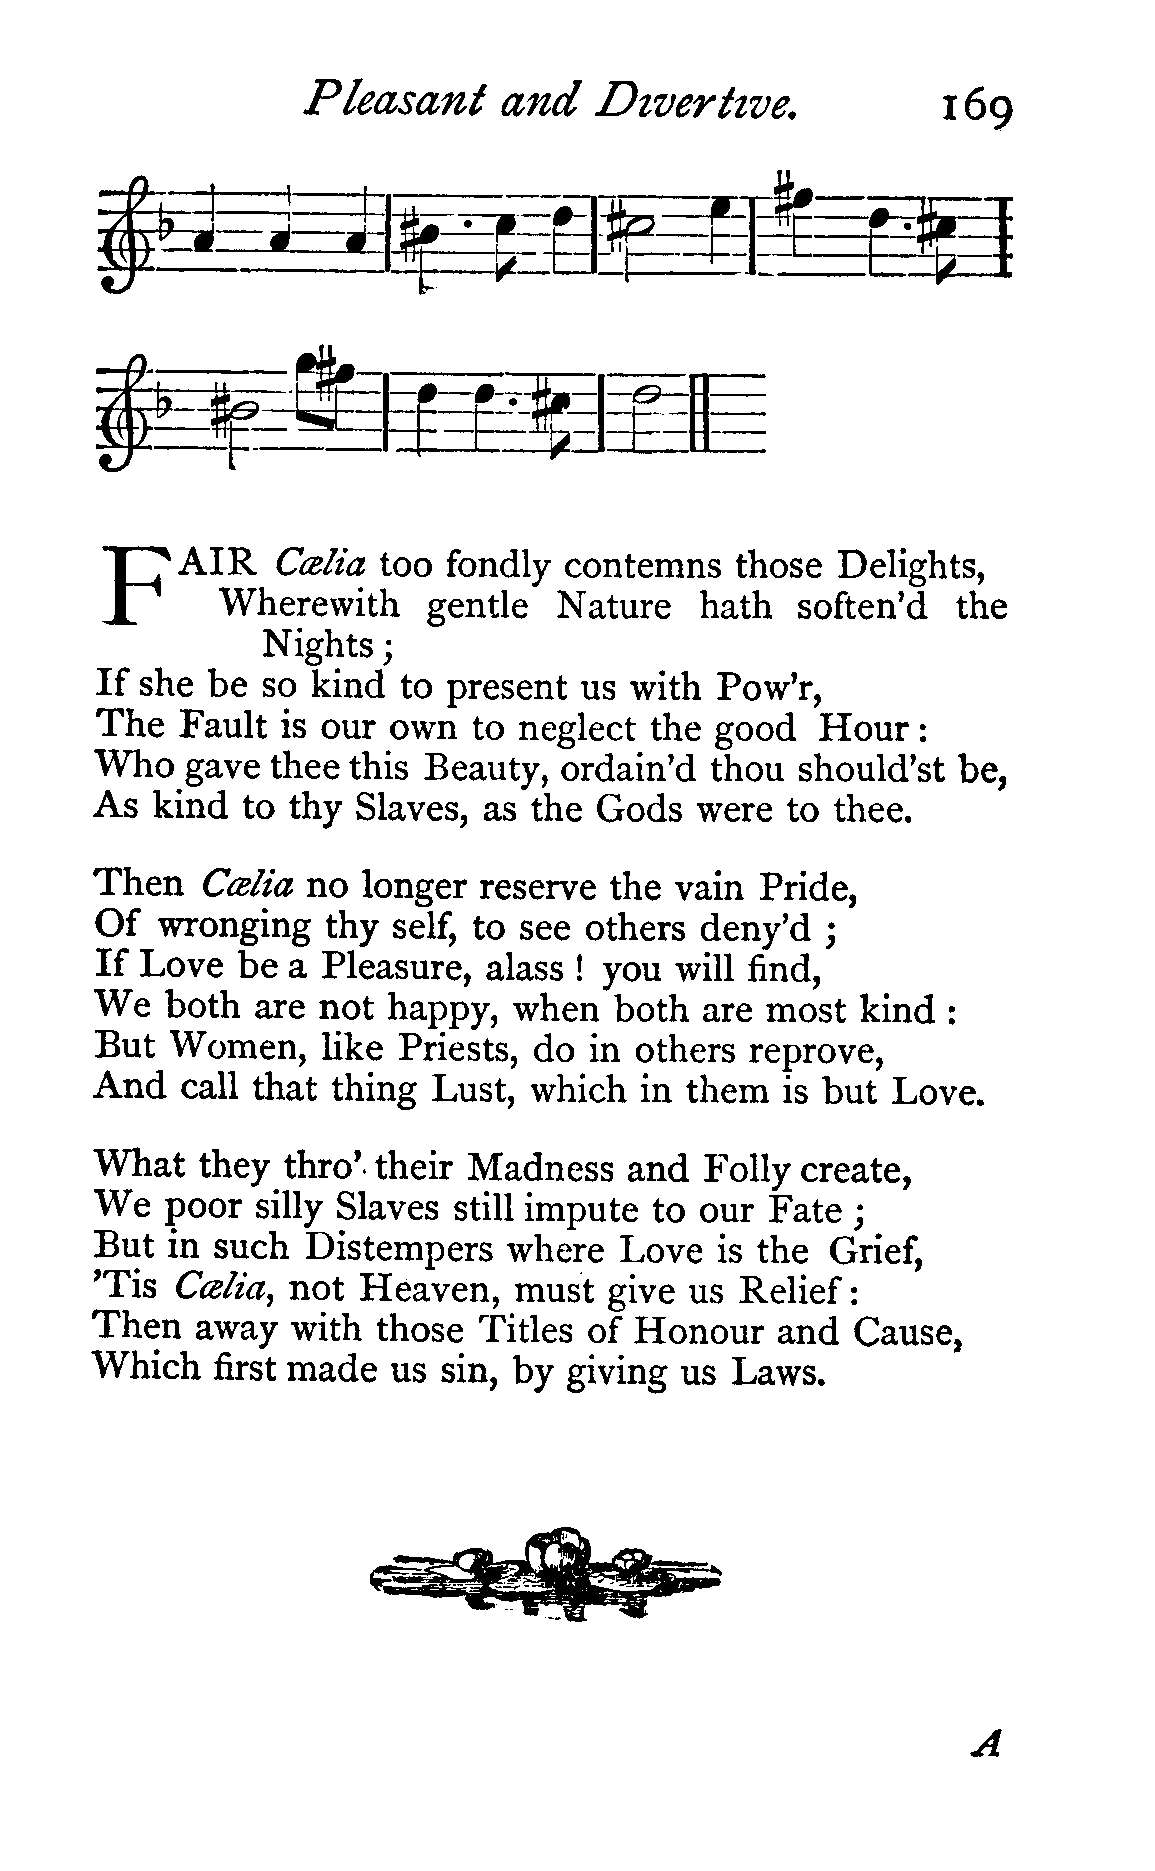 Pleasant and Divertive. 169
FAIR Cœlia too fondly contemns those Delights,
Wherewith gentle Nature hath soften'd the
Nights ;
If she be so kind to present us with Pow'r,
The Fault is our own to neglect the good Hour :
Who gave thee this Beauty, ordain'd thou should'st be,
As kind to thy Slaves, as the Gods were to thee.
Then Cœlia no longer reserve the vain Pride,
Of wronging thy self, to see others deny'd ;
If Love be a Pleasure, alass ! you will find,
We both are not happy, when both are most kind :
But Women, like Priests, do in others reprove,
And call that thing Lust, which in them is but Love.
What they thro' their Madness and Folly create,
We poor silly Slaves still impute to our Fate ;
But in such Distempers where Love is the Grief,
'Tis Cœlia, not Heaven, must give us Relief :
Then away with those Titles of Honour and Cause,
Which first made us sin, by giving us Laws.
A